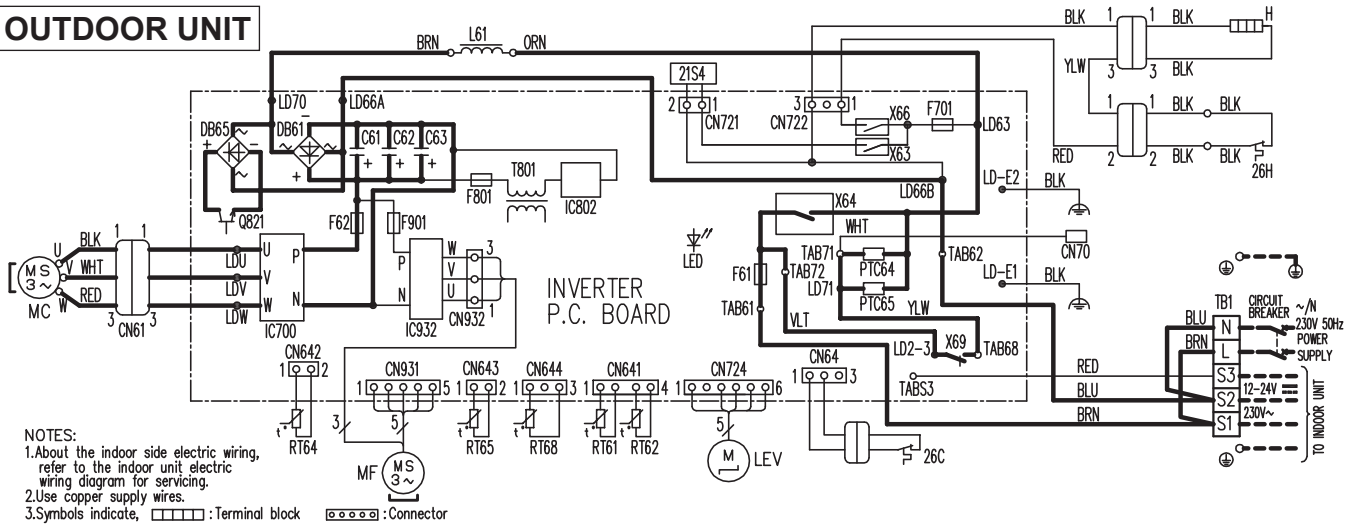 OUTDOOR UNIT
BRN L61 ORN
BLK 1 1 BLK H
YLW 3 3 BLK
21S4
2 1 CN721
3 1 CN722
X66 F701
X63
LD63
LD70 LD66A
DB65 DB61 C61 C62 C63
+ ~ - ~
~ - ~ +
+ + +
1 1 BLK BLK
RED 2 2 BLK BLK
26H
T801
F801 IC802
Q821
F62 F901
LD66B LD-E2 BLK
X64
WHT
LED
CN70
TAB71 PTC64 TAB62
LD71 PTC65
LD-E1 BLK
F61 TAB72
TAB61
YLW
VLT
LD2-3 X69 TAB68
U BLK 1 1
MS 3~ V WHT
W RED 3 3
MC CN61
LDU U P
LDV V
LDW W N
IC700
P W 3
V
N U 1
IC932 CN932
INVERTER
P.C. BOARD
TB1 CIRCUIT BREAKER ~/N
230V 50Hz
POWER
SUPPLY
BLU N
BRN L
RED S3
BLU S2
BRN S1
12-24V
230V~
TO INDOOR UNIT
TABS3
CN642
1 2
CN931
1 5
CN643
1 2
CN644
1 3
CN641
1 4
CN724
1 6
CN64
1 3
t° RT64
3 5
t° RT65
t° RT68
t° RT61
t° RT62
5
M LEV
26C
MF MS 3~
NOTES:
1.About the indoor side electric wiring,
refer to the indoor unit electric
wiring diagram for servicing.
2.Use copper supply wires.
3.Symbols indicate, : Terminal block : Connector